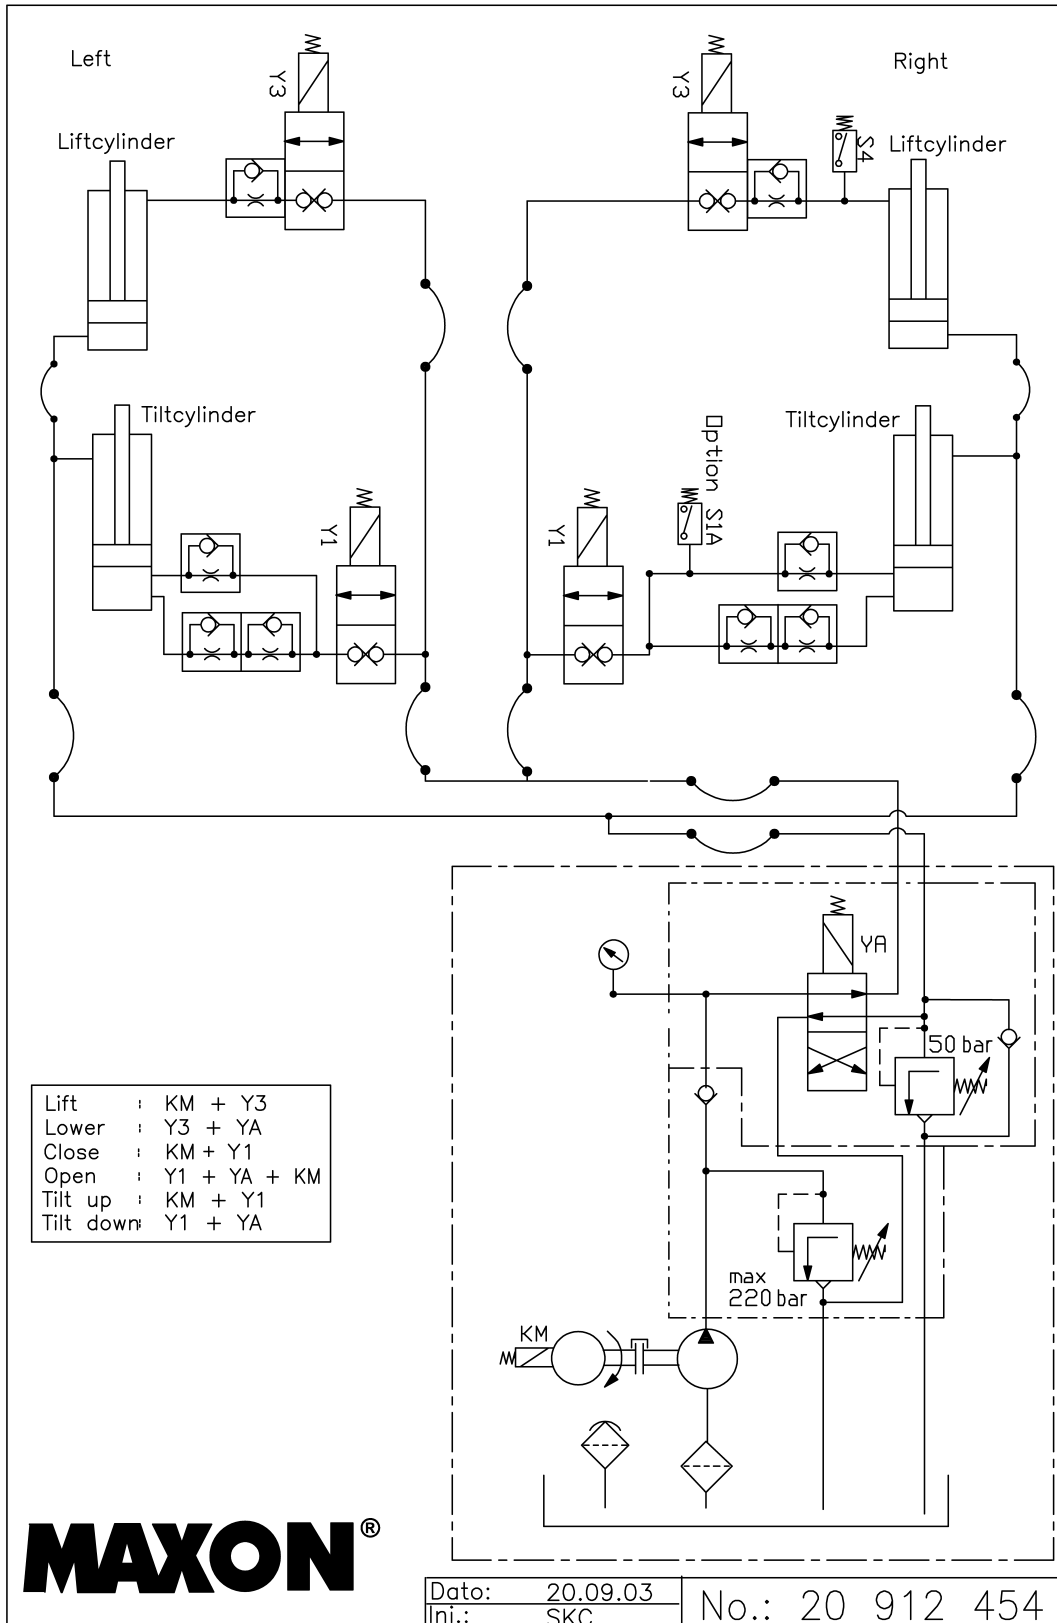 Left
Right
Y3
Y3
S4
Liftcylinder
Liftcylinder
Tiltcylinder
Tiltcylinder
Option S1A
Y1
Y1
YA
50 bar
Lift : KM + Y3
Lower : Y3 + YA
Close : KM + Y1
Open : Y1 + YA + KM
Tilt up : KM + Y1
Tilt down: Y1 + YA
max
220 bar
KM
MAXON®
Dato: 20.09.03
Ini.: SKC
No.: 20 912 454